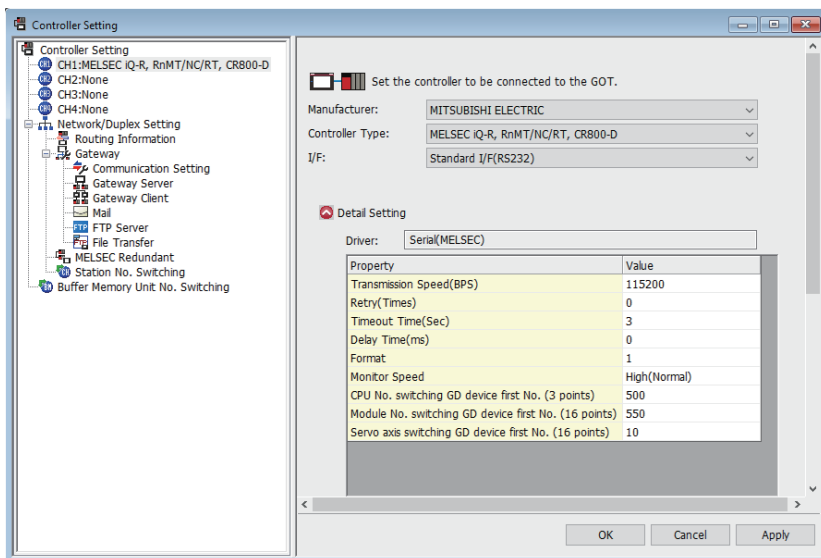 Controller Setting
Controller Setting
CH1:MELSEC iQ-R, RnMT/NC/RT, CR800-D
CH2:None
CH3:None
CH4:None
Network/Duplex Setting
Routing Information
Gateway
Communication Setting
Gateway Server
Gateway Client
Mail
FTP Server
File Transfer
MELSEC Redundant
Station No. Switching
Buffer Memory Unit No. Switching
Set the controller to be connected to the GOT.
Manufacturer: MITSUBISHI ELECTRIC
Controller Type: MELSEC iQ-R, RnMT/NC/RT, CR800-D
I/F: Standard I/F(RS232)
Detail Setting
Driver: Serial(MELSEC)
Property Value
Transmission Speed(BPS) 115200
Retry(Times) 0
Timeout Time(Sec) 3
Delay Time(ms) 0
Format 1
Monitor Speed High(Normal)
CPU No. switching GD device first No. (3 points) 500
Module No. switching GD device first No. (16 points) 550
Servo axis switching GD device first No. (16 points) 10
OK Cancel Apply